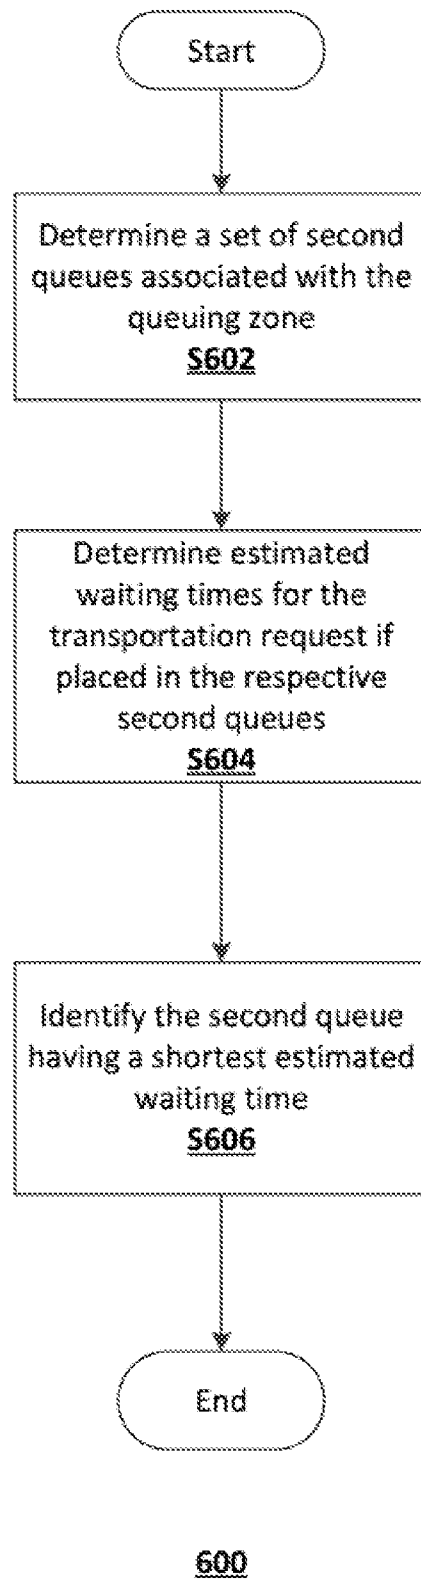 Start
Determine a set of second
queues associated with the
queuing zone
S602
Determine estimated
waiting times for the
transportation request if
placed in the respective
second queues
S604
Identify the second queue
having a shortest estimated
waiting time
S606
End
600